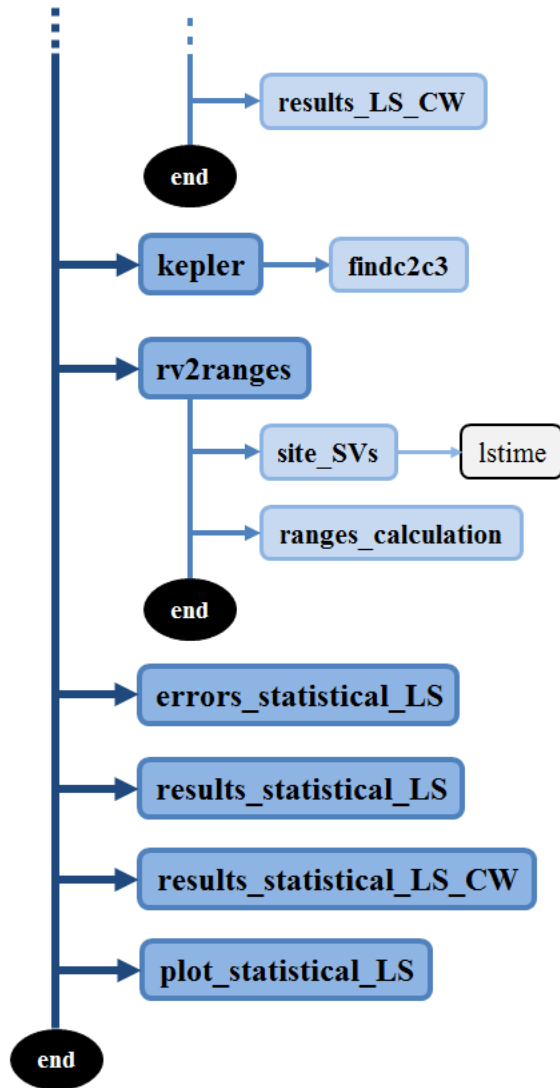 results_LS_CW
end
kepler
findc2c3
rv2ranges
site_SVs
lstime
ranges_calculation
end
errors_statistical_LS
results_statistical_LS
results_statistical_LS_CW
plot_statistical_LS
end